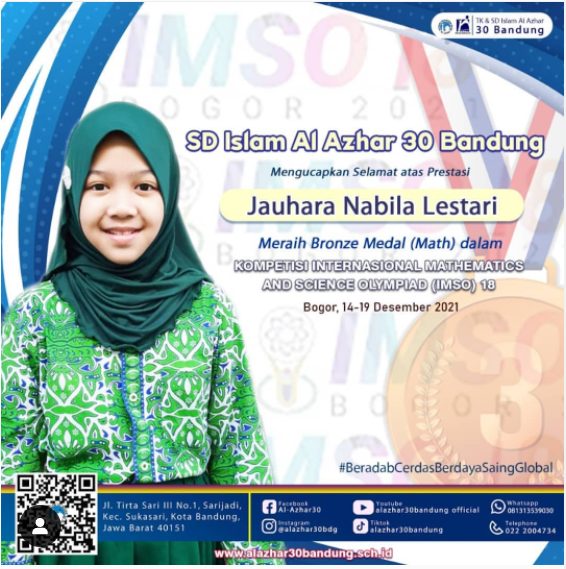 TK & SD Islam Al Azhar
30 Bandung
IMSO 18
BOGOR 2021
SD Islam Al Azhar 30 Bandung
Mengucapkan Selamat atas Prestasi
Jauhara Nabila Lestari
Meraih Bronze Medal (Math) dalam
KOMPETISI INTERNASIONAL MATHEMATICS
AND SCIENCE OLYMPIAD (IMSO) 18
Bogor, 14-19 Desember 2021
3
#BeradabCerdasBerdayaSaingGlobal
Jl. Tirta Sari III No.1, Sarijadi,
Kec. Sukasari, Kota Bandung,
Jawa Barat 40151
Facebook
Al-Azhar30
Instagram
@alazhar30bdg
Youtube
alazhar30bandung official
Tiktok
alazhar30bandung
Whatsapp
081313539030
Telephone
022 2004734
www.alazhar30bandung.sch.id